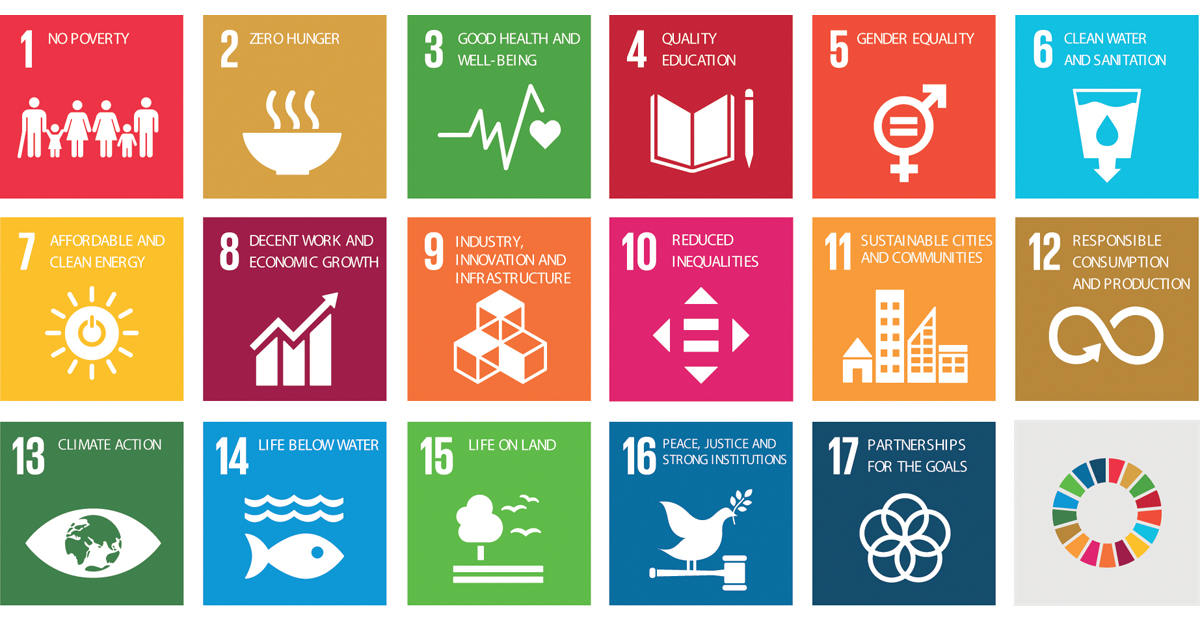 1 NO POVERTY
2 ZERO HUNGER
3 GOOD HEALTH AND
WELL-BEING
4 QUALITY
EDUCATION
5 GENDER EQUALITY
6 CLEAN WATER
AND SANITATION
7 AFFORDABLE AND
CLEAN ENERGY
8 DECENT WORK AND
ECONOMIC GROWTH
9 INDUSTRY,
INNOVATION AND
INFRASTRUCTURE
10 REDUCED
INEQUALITIES
11 SUSTAINABLE CITIES
AND COMMUNITIES
12 RESPONSIBLE
CONSUMPTION
AND PRODUCTION
13 CLIMATE ACTION
14 LIFE BELOW WATER
15 LIFE ON LAND
16 PEACE, JUSTICE AND
STRONG INSTITUTIONS
17 PARTNERSHIPS
FOR THE GOALS